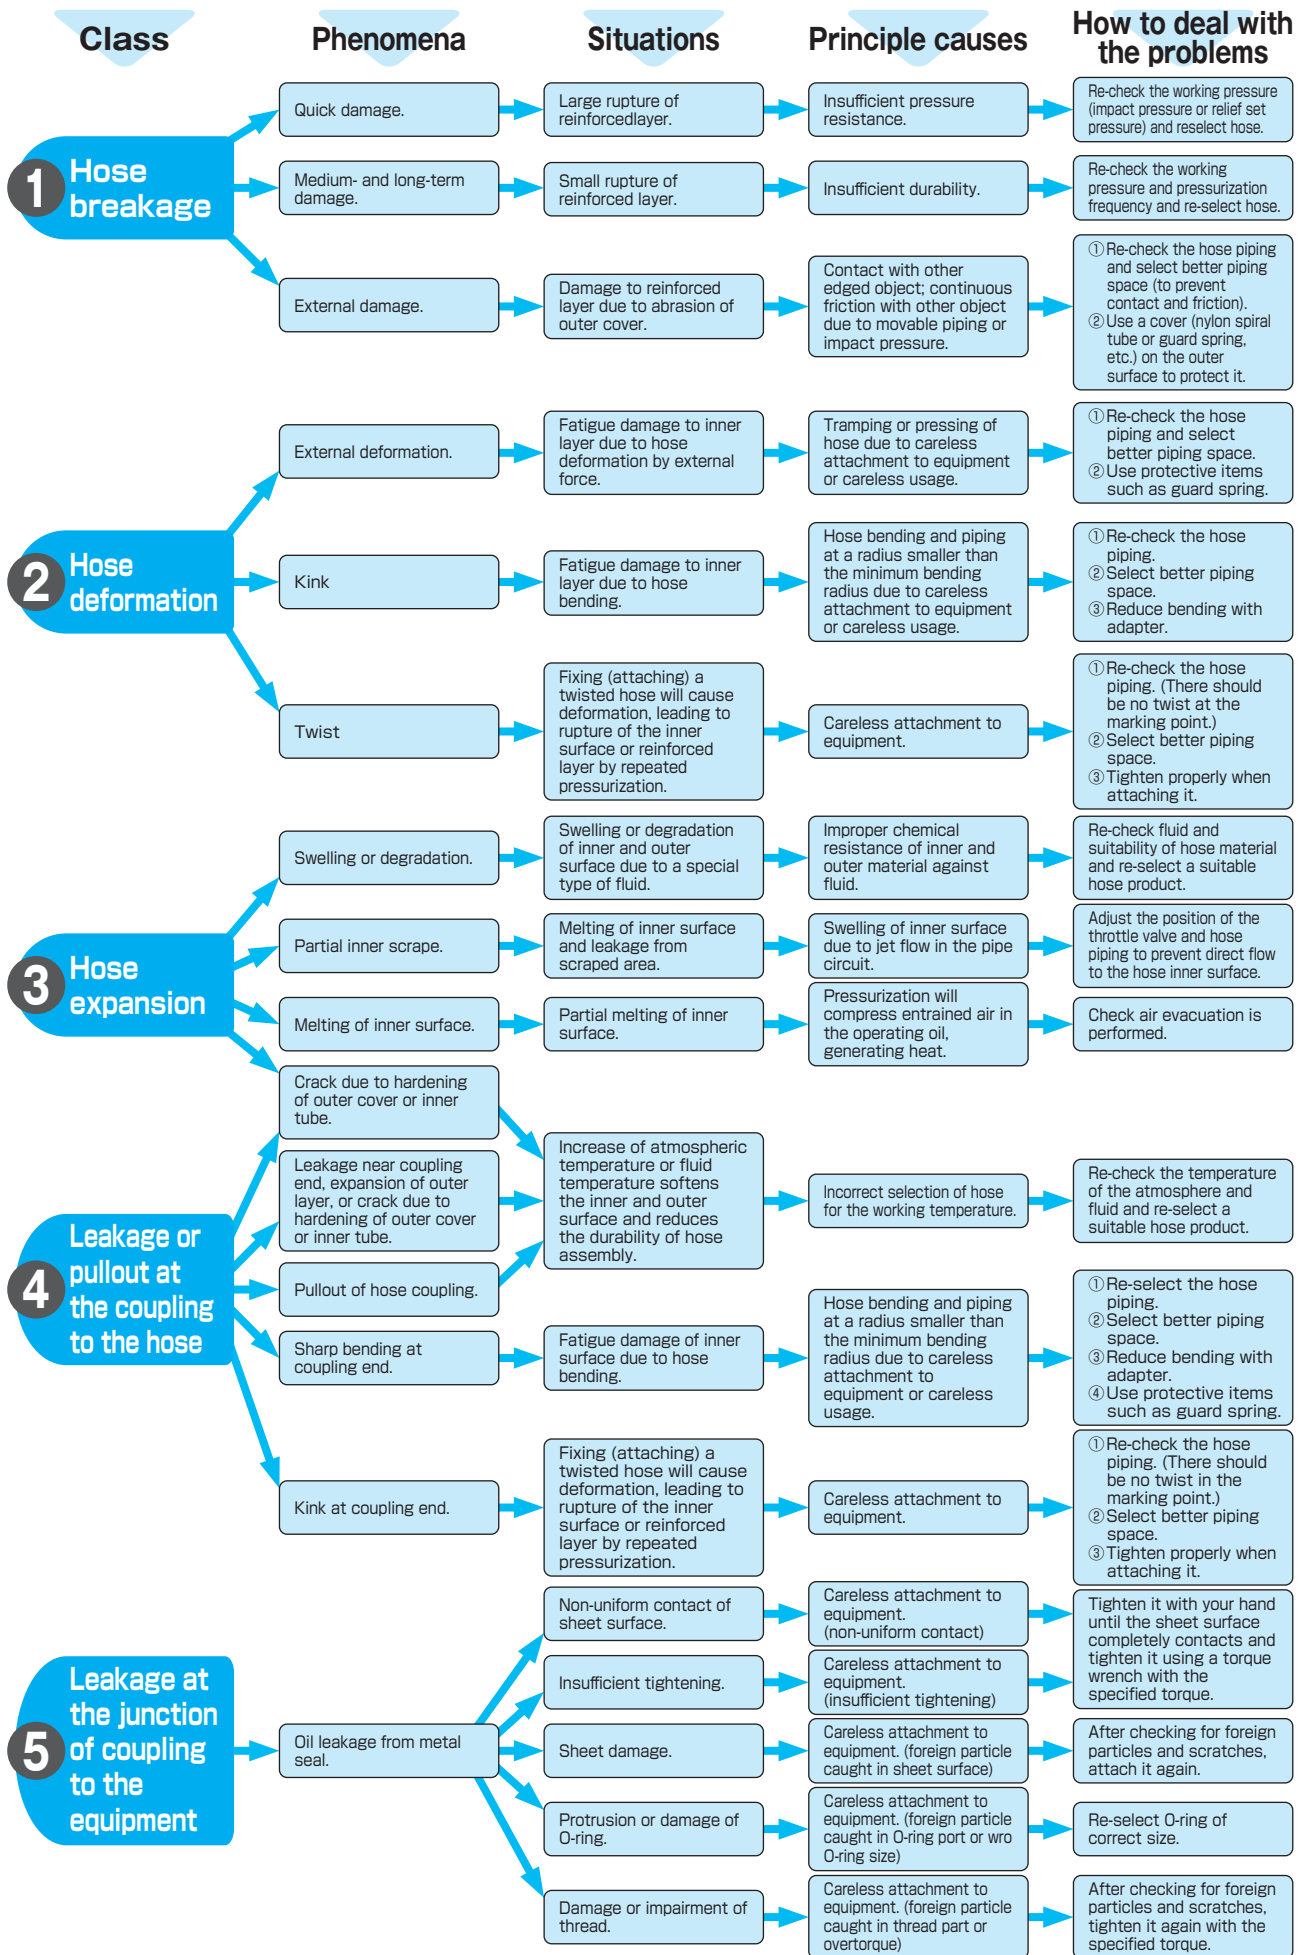 Class
Phenomena
Situations
Principle causes
How to deal with
the problems
1
Hose
breakage
Quick damage.
Large rupture of
reinforcedlayer.
Insufficient pressure
resistance.
Re-check the working pressure
(impact pressure or relief set
pressure) and reselect hose.
Medium- and long-term
damage.
Small rupture of
reinforced layer.
Insufficient durability.
Re-check the working
pressure and pressurization
frequency and re-select hose.
External damage.
Damage to reinforced
layer due to abrasion of
outer cover.
Contact with other
edged object; continuous
friction with other object
due to movable piping or
impact pressure.
①Re-check the hose piping
and select better piping
space (to prevent
contact and friction).
②Use a cover (nylon spiral
tube or guard spring,
etc.) on the outer
surface to protect it.
2
Hose
deformation
External deformation.
Fatigue damage to inner
layer due to hose
deformation by external
force.
Tramping or pressing of
hose due to careless
attachment to equipment
or careless usage.
①Re-check the hose
piping and select
better piping space.
②Use protective items
such as guard spring.
Kink
Fatigue damage to inner
layer due to hose
bending.
Hose bending and piping
at a radius smaller than
the minimum bending
radius due to careless
attachment to equipment
or careless usage.
①Re-check the hose
piping.
②Select better piping
space.
③Reduce bending with
adapter.
Twist
Fixing (attaching) a
twisted hose will cause
deformation, leading to
rupture of the inner
surface or reinforced
layer by repeated
pressurization.
Careless attachment to
equipment.
①Re-check the hose
piping. (There should
be no twist at the
marking point.)
②Select better piping
space.
③Tighten properly when
attaching it.
3
Hose
expansion
Swelling or degradation.
Swelling or degradation
of inner and outer
surface due to a special
type of fluid.
Improper chemical
resistance of inner and
outer material against
fluid.
Re-check fluid and
suitability of hose material
and re-select a suitable
hose product.
Partial inner scrape.
Melting of inner surface
and leakage from
scraped area.
Swelling of inner surface
due to jet flow in the pipe
circuit.
Adjust the position of the
throttle valve and hose
piping to prevent direct flow
to the hose inner surface.
Melting of inner surface.
Partial melting of inner
surface.
Pressurization will
compress entrained air in
the operating oil,
generating heat.
Check air evacuation is
performed.
Crack due to hardening
of outer cover or inner
tube.
4
Leakage or
pullout at
the coupling
to the hose
Leakage near coupling
end, expansion of outer
layer, or crack due to
hardening of outer cover
or inner tube.
Pullout of hose coupling.
Increase of atmospheric
temperature or fluid
temperature softens
the inner and outer
surface and reduces
the durability of hose
assembly.
Incorrect selection of hose
for the working temperature.
Re-check the temperature
of the atmosphere and
fluid and re-select a
suitable hose product.
Sharp bending at
coupling end.
Fatigue damage of inner
surface due to hose
bending.
Hose bending and piping
at a radius smaller than
the minimum bending
radius due to careless
attachment to
equipment or careless
usage.
①Re-select the hose
piping.
②Select better piping
space.
③Reduce bending with
adapter.
④Use protective items
such as guard spring.
Kink at coupling end.
Fixing (attaching) a
twisted hose will cause
deformation, leading to
rupture of the inner
surface or reinforced
layer by repeated
pressurization.
Careless attachment to
equipment.
①Re-check the hose
piping. (There should
be no twist in the
marking point.)
②Select better piping
space.
③Tighten properly when
attaching it.
5
Leakage at
the junction
of coupling
to the
equipment
Oil leakage from metal
seal.
Non-uniform contact of
sheet surface.
Careless attachment to
equipment.
(non-uniform contact)
Tighten it with your hand
until the sheet surface
completely contacts and
tighten it using a torque
wrench with the
specified torque.
Insufficient tightening.
Careless attachment to
equipment.
(insufficient tightening)
Sheet damage.
Careless attachment to
equipment. (foreign particle
caught in sheet surface)
After checking for foreign
particles and scratches,
attach it again.
Protrusion or damage of
O-ring.
Careless attachment to
equipment. (foreign particle
caught in O-ring port or wro
O-ring size)
Re-select O-ring of
correct size.
Damage or impairment of
thread.
Careless attachment to
equipment. (foreign particle
caught in thread part or
overtorque)
After checking for foreign
particles and scratches,
tighten it again with the
specified torque.